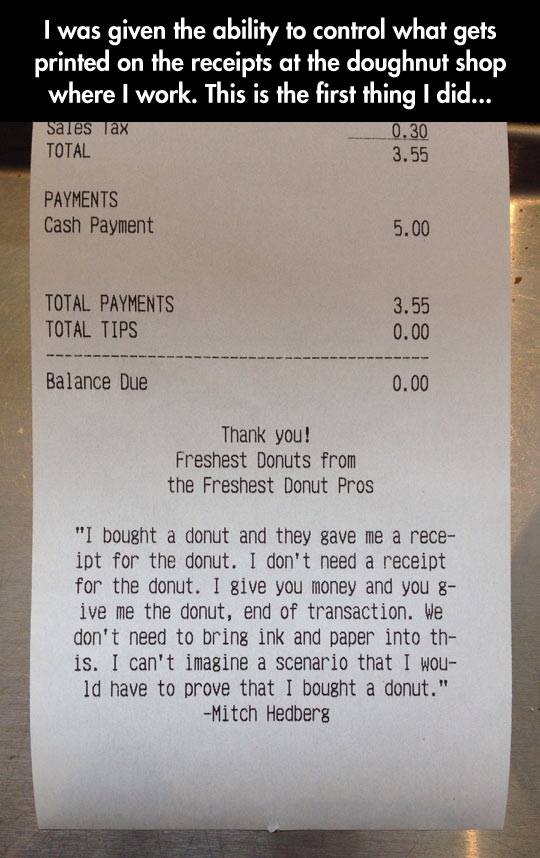 I was given the ability to control what gets
printed on the receipts at the doughnut shop
where I work. This is the first thing I did...
Sales Tax 0.30
TOTAL 3.55
PAYMENTS
Cash Payment 5.00
TOTAL PAYMENTS 3.55
TOTAL TIPS 0.00
--------------------------------------------
Balance Due 0.00
Thank you!
Freshest Donuts from
the Freshest Donut Pros
"I bought a donut and they gave me a rece-
ipt for the donut. I don't need a receipt
for the donut. I give you money and you g-
ive me the donut, end of transaction. We
don't need to bring ink and paper into th-
is. I can't imagine a scenario that I wou-
ld have to prove that I bought a donut."
-Mitch Hedberg